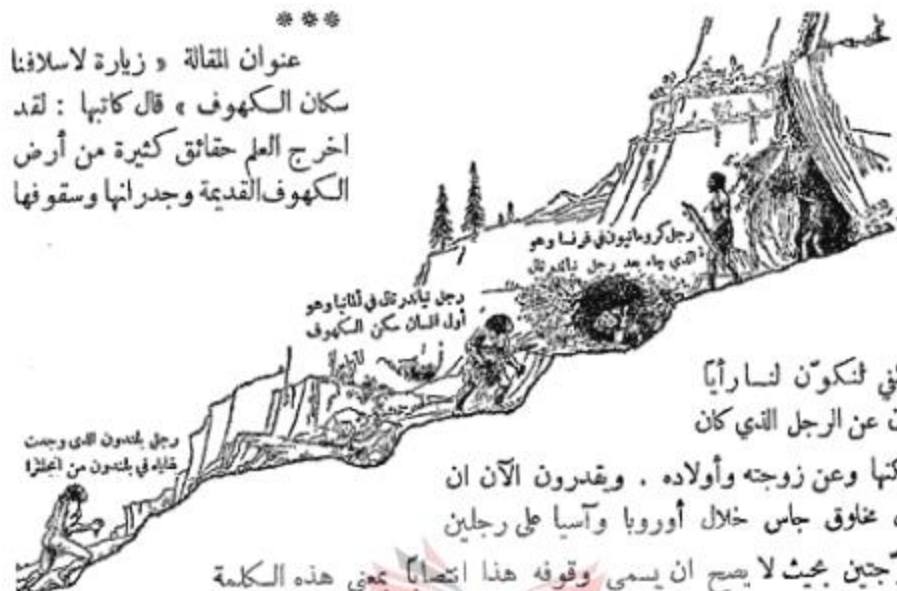 ***
عنوان المقالة « زيارة لاسلافنا
سكان الكهوف » قال كاتبها : لقد
اخرج العلم حقائق كثيرة من أرض
الكهوف القديمة وجدرانها وسقوفها
رجل كرومانيون في فرنسا وهو
الذي جاء بعد رجل نياندرتال
رجل نياندرتال في ألمانيا وهو
أول انسان سكن الكهوف
رجل بلتدون الذى وجدت
بقاياه في بلتدون من انجلترا
لنكوّن لنا رأياً
عن الرجل الذي كان
وعن زوجته وأولاده . ويقدرون الآن ان
مخلوق جاس خلال أوروبا وآسيا على رجلين
بحيث لا يصح ان يسمى وقوفه هذا انتصاباً بمعنى هذه الكلمة